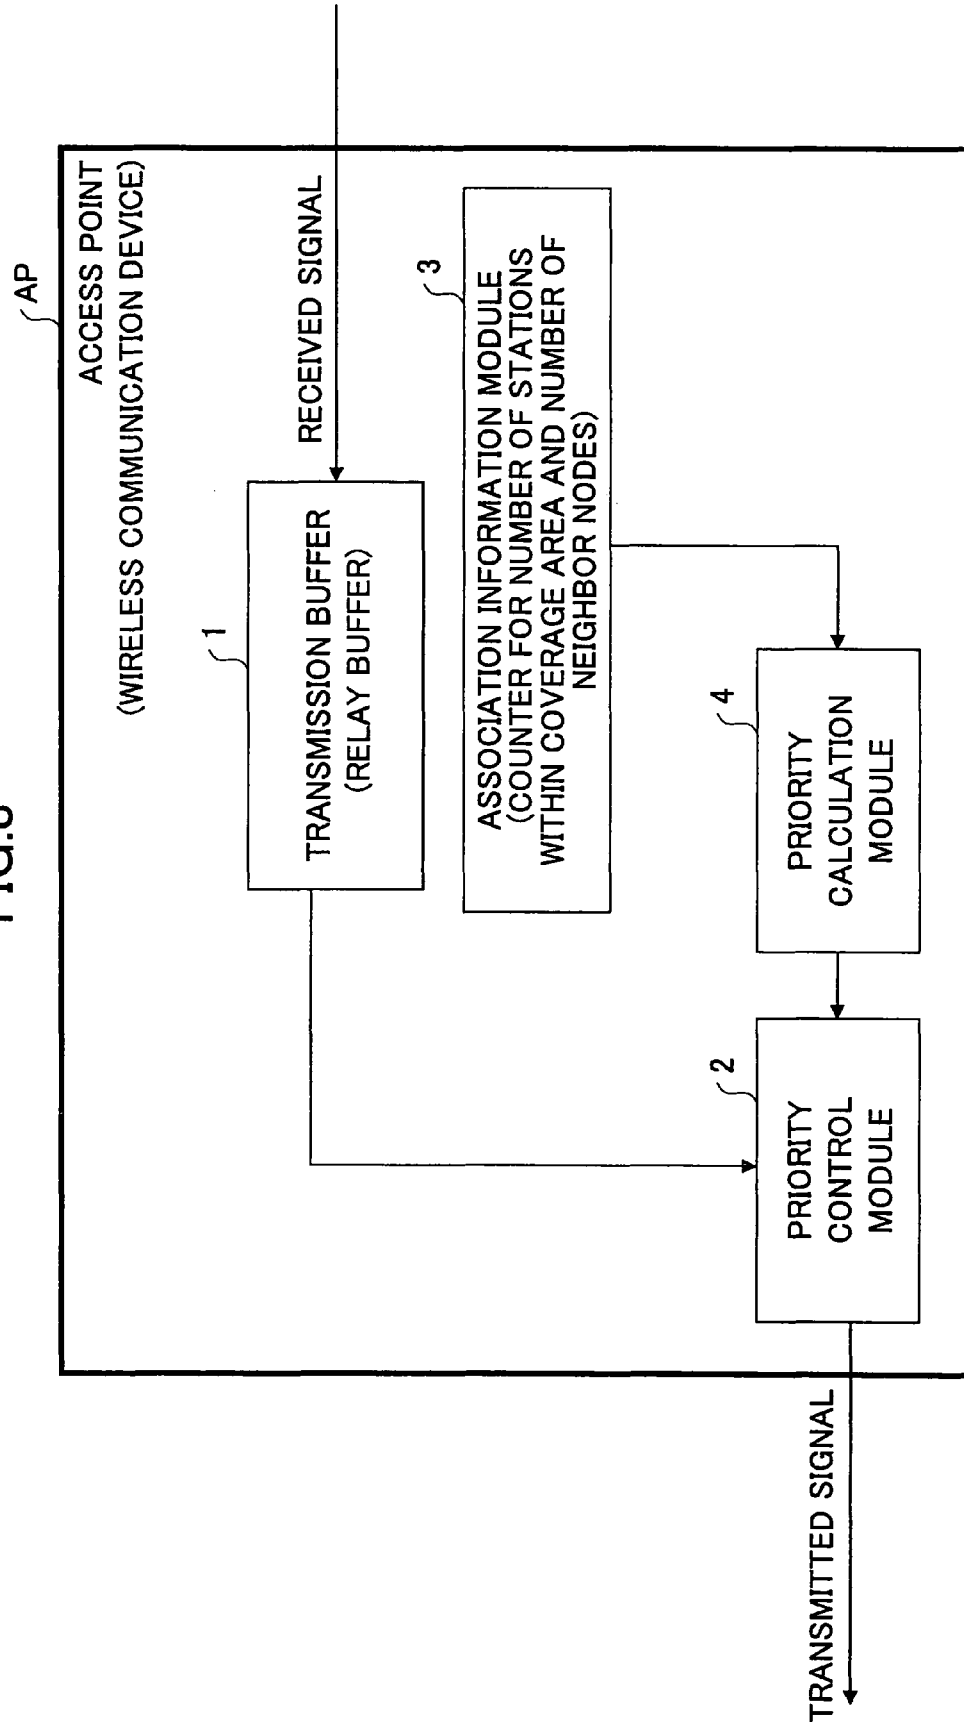 AP
ACCESS POINT
(WIRELESS COMMUNICATION DEVICE)
RECEIVED SIGNAL
1
TRANSMISSION BUFFER
(RELAY BUFFER)
3
ASSOCIATION INFORMATION MODULE
(COUNTER FOR NUMBER OF STATIONS
WITHIN COVERAGE AREA AND NUMBER OF
NEIGHBOR NODES)
4
PRIORITY
CALCULATION
MODULE
2
PRIORITY
CONTROL
MODULE
TRANSMITTED SIGNAL